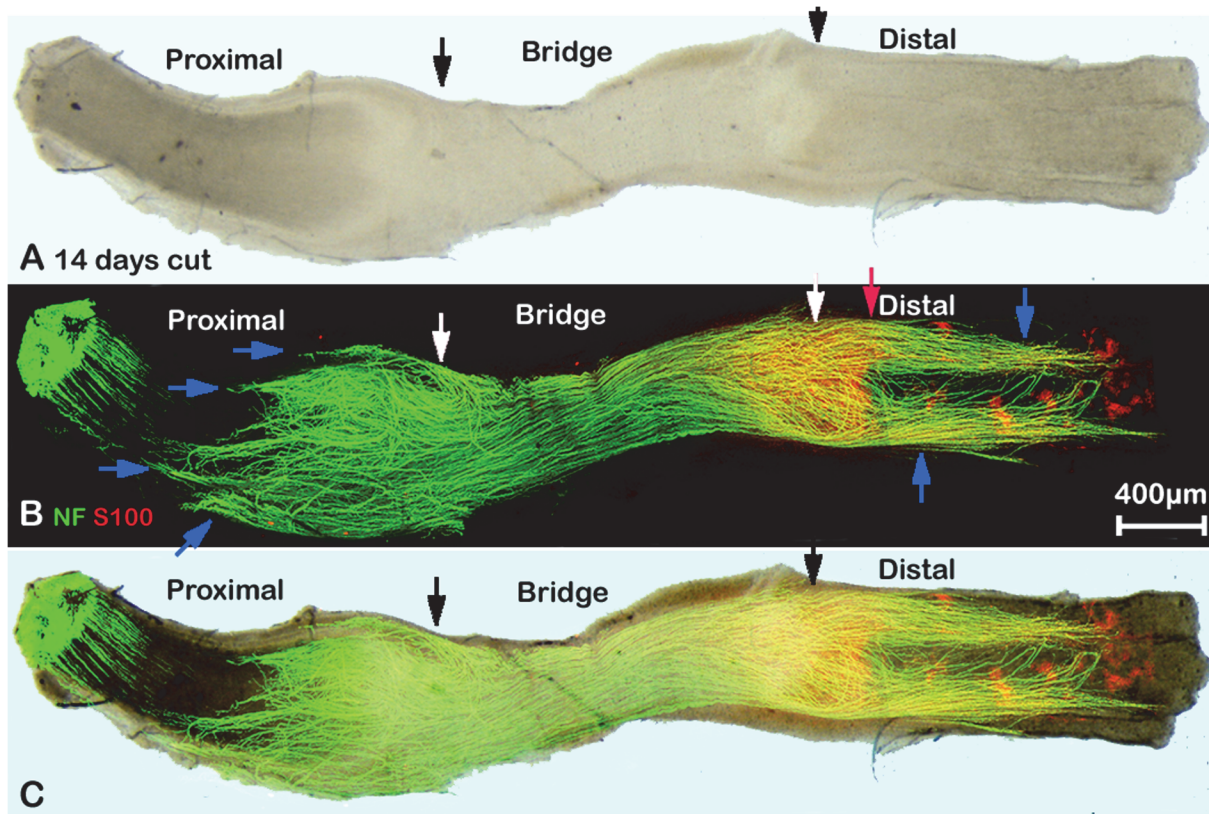 Proximal
Bridge
Distal
A 14 days cut
Proximal
Bridge
Distal
B NF S100
400µm
Proximal
Bridge
Distal
C